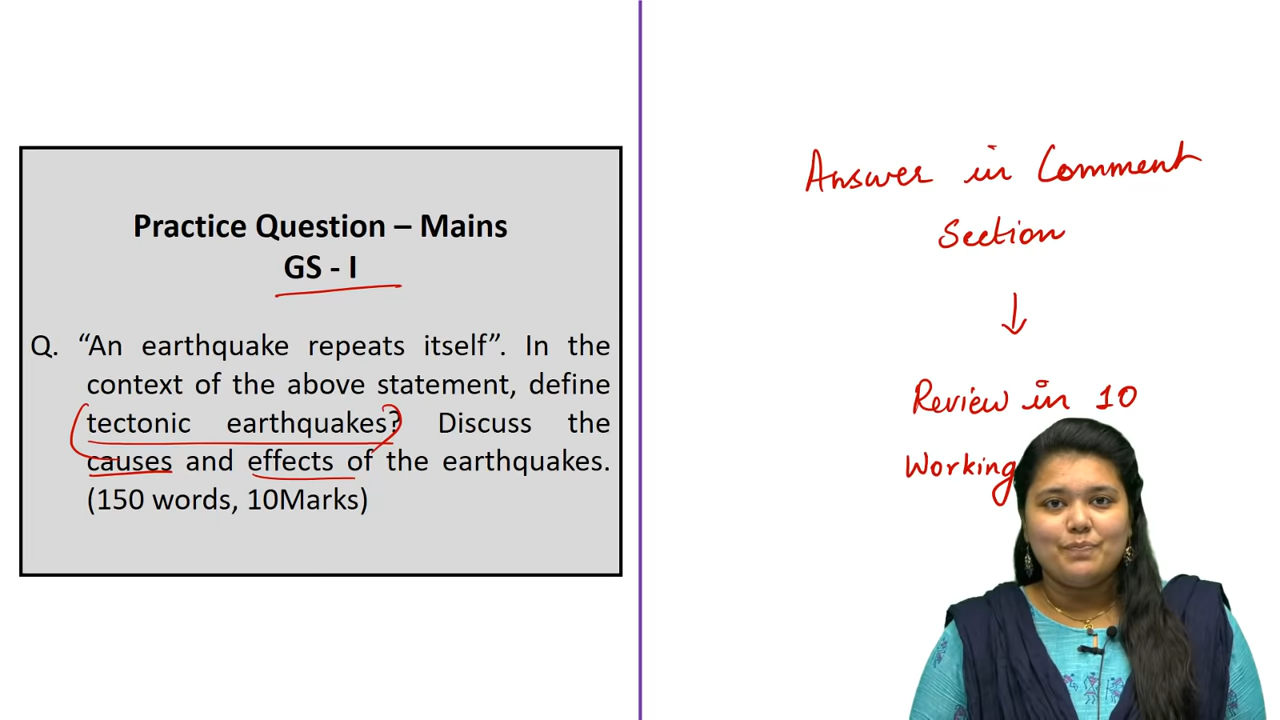 Practice Question – Mains
GS - I
Q. “An earthquake repeats itself”. In the
context of the above statement, define
tectonic earthquakes? Discuss the
causes and effects of the earthquakes.
(150 words, 10Marks)
Answer in Comment
Section
↓
Review in 10
Working